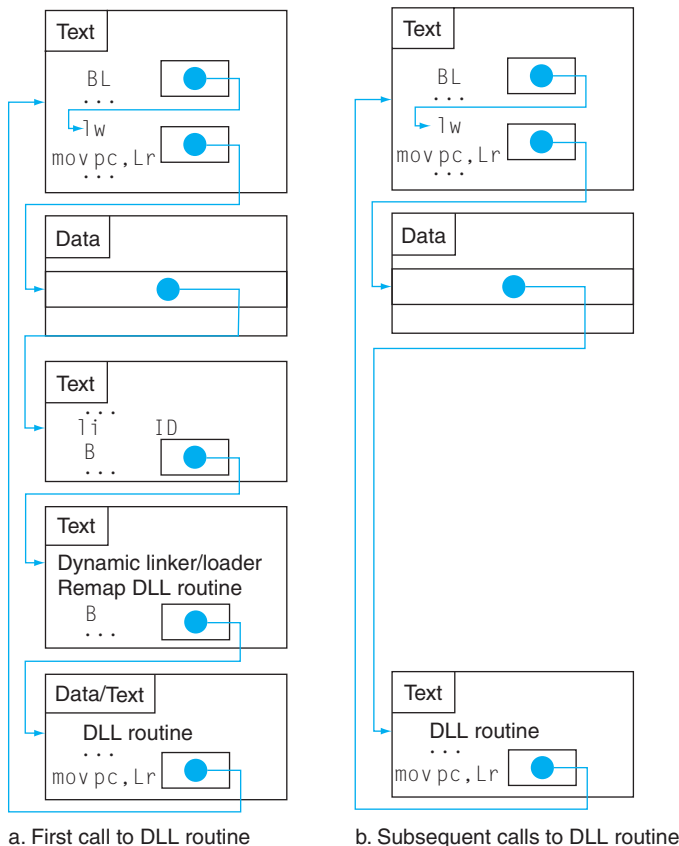 Text
BL
...
lw
mov pc,Lr
...
Data
Text
...
li ID
B
...
Text
Dynamic linker/loader
Remap DLL routine
B
...
Data/Text
DLL routine
...
mov pc,Lr
a. First call to DLL routine
Text
BL
...
lw
mov pc,Lr
...
Data
Text
DLL routine
...
mov pc,Lr
b. Subsequent calls to DLL routine